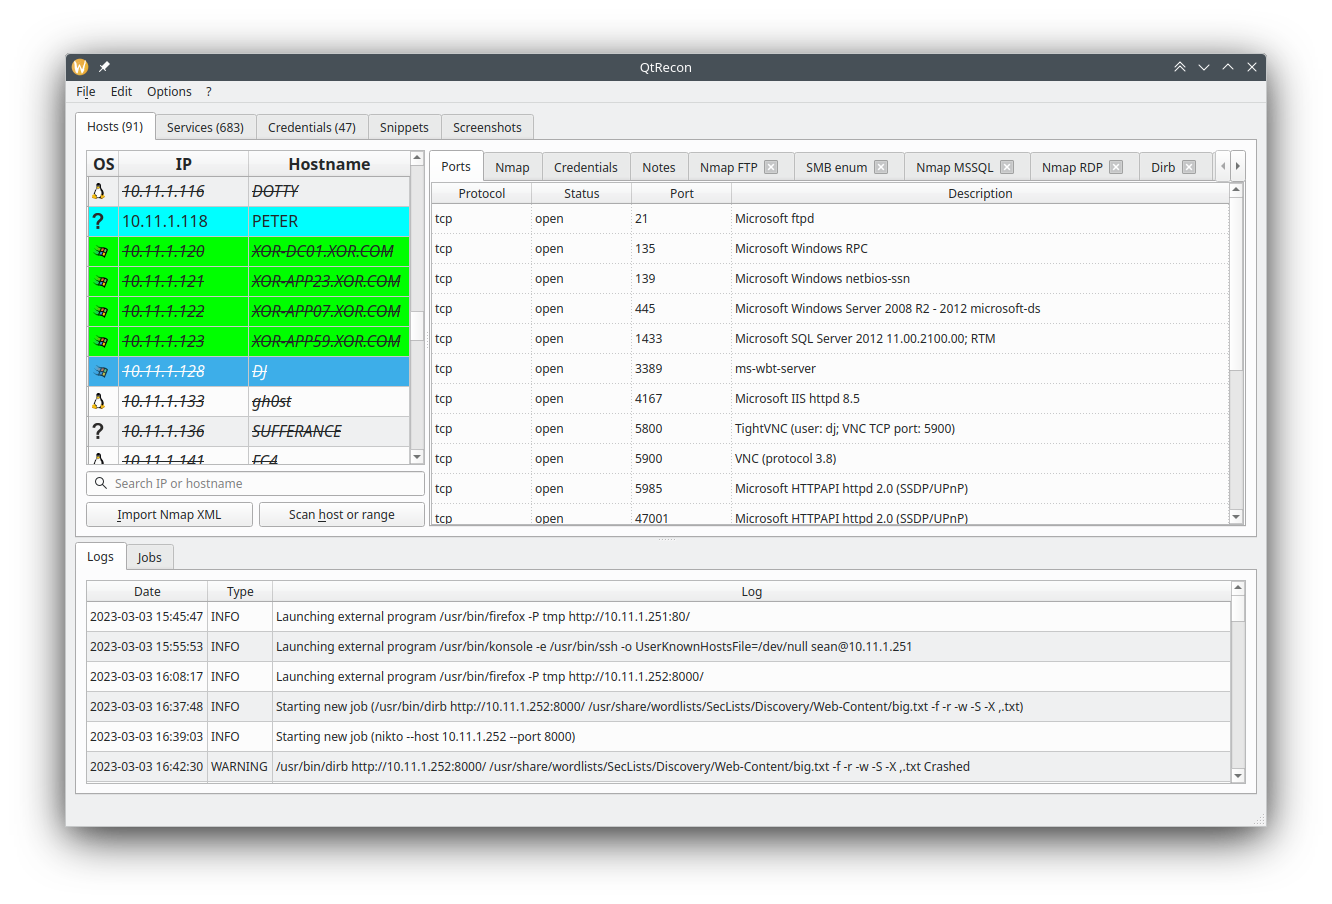 QtRecon
File Edit Options ?
Hosts (91) Services (683) Credentials (47) Snippets Screenshots
OS IP Hostname
10.11.1.116 DOTTY
? 10.11.1.118 PETER
10.11.1.120 XOR-DC01.XOR.COM
10.11.1.121 XOR-APP23.XOR.COM
10.11.1.122 XOR-APP07.XOR.COM
10.11.1.123 XOR-APP59.XOR.COM
10.11.1.128 DJ
10.11.1.133 gh0st
? 10.11.1.136 SUFFERANCE
10.11.1.141 FC4
Search IP or hostname
Import Nmap XML Scan host or range
Ports Nmap Credentials Notes Nmap FTP SMB enum Nmap MSSQL Nmap RDP Dirb
Protocol Status Port Description
tcp open 21 Microsoft ftpd
tcp open 135 Microsoft Windows RPC
tcp open 139 Microsoft Windows netbios-ssn
tcp open 445 Microsoft Windows Server 2008 R2 - 2012 microsoft-ds
tcp open 1433 Microsoft SQL Server 2012 11.00.2100.00; RTM
tcp open 3389 ms-wbt-server
tcp open 4167 Microsoft IIS httpd 8.5
tcp open 5800 TightVNC (user: dj; VNC TCP port: 5900)
tcp open 5900 VNC (protocol 3.8)
tcp open 5985 Microsoft HTTPAPI httpd 2.0 (SSDP/UPnP)
tcp open 47001 Microsoft HTTPAPI httpd 2.0 (SSDP/UPnP)
Logs Jobs
Date Type Log
2023-03-03 15:45:47 INFO Launching external program /usr/bin/firefox -P tmp http://10.11.1.251:80/
2023-03-03 15:55:53 INFO Launching external program /usr/bin/konsole -e /usr/bin/ssh -o UserKnownHostsFile=/dev/null sean@10.11.1.251
2023-03-03 16:08:17 INFO Launching external program /usr/bin/firefox -P tmp http://10.11.1.252:8000/
2023-03-03 16:37:48 INFO Starting new job (/usr/bin/dirb http://10.11.1.252:8000/ /usr/share/wordlists/SecLists/Discovery/Web-Content/big.txt -f -r -w -S -X ,.txt)
2023-03-03 16:39:03 INFO Starting new job (nikto --host 10.11.1.252 --port 8000)
2023-03-03 16:42:30 WARNING /usr/bin/dirb http://10.11.1.252:8000/ /usr/share/wordlists/SecLists/Discovery/Web-Content/big.txt -f -r -w -S -X ,.txt Crashed